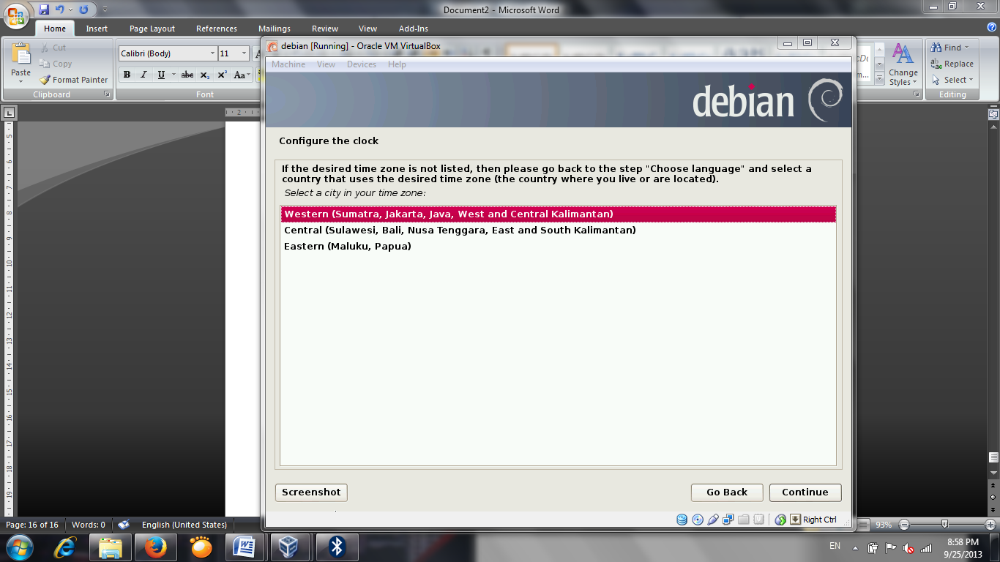 Document2 - Microsoft Word
Home Insert Page Layout References Mailings Review View Add-Ins
Cut
Copy
Format Painter
Paste
Clipboard
Calibri (Body) 11
B I U abc x₂ x² Aa
Font
Change
Styles
Find
Replace
Select
Editing
debian [Running] - Oracle VM VirtualBox
Machine View Devices Help
debian
Configure the clock
If the desired time zone is not listed, then please go back to the step "Choose language" and select a
country that uses the desired time zone (the country where you live or are located).
Select a city in your time zone:
Western (Sumatra, Jakarta, Java, West and Central Kalimantan)
Central (Sulawesi, Bali, Nusa Tenggara, East and South Kalimantan)
Eastern (Maluku, Papua)
Screenshot Go Back Continue
Right Ctrl
Page: 16 of 16 Words: 0 English (United States) 93%
EN 8:58 PM
9/25/2013